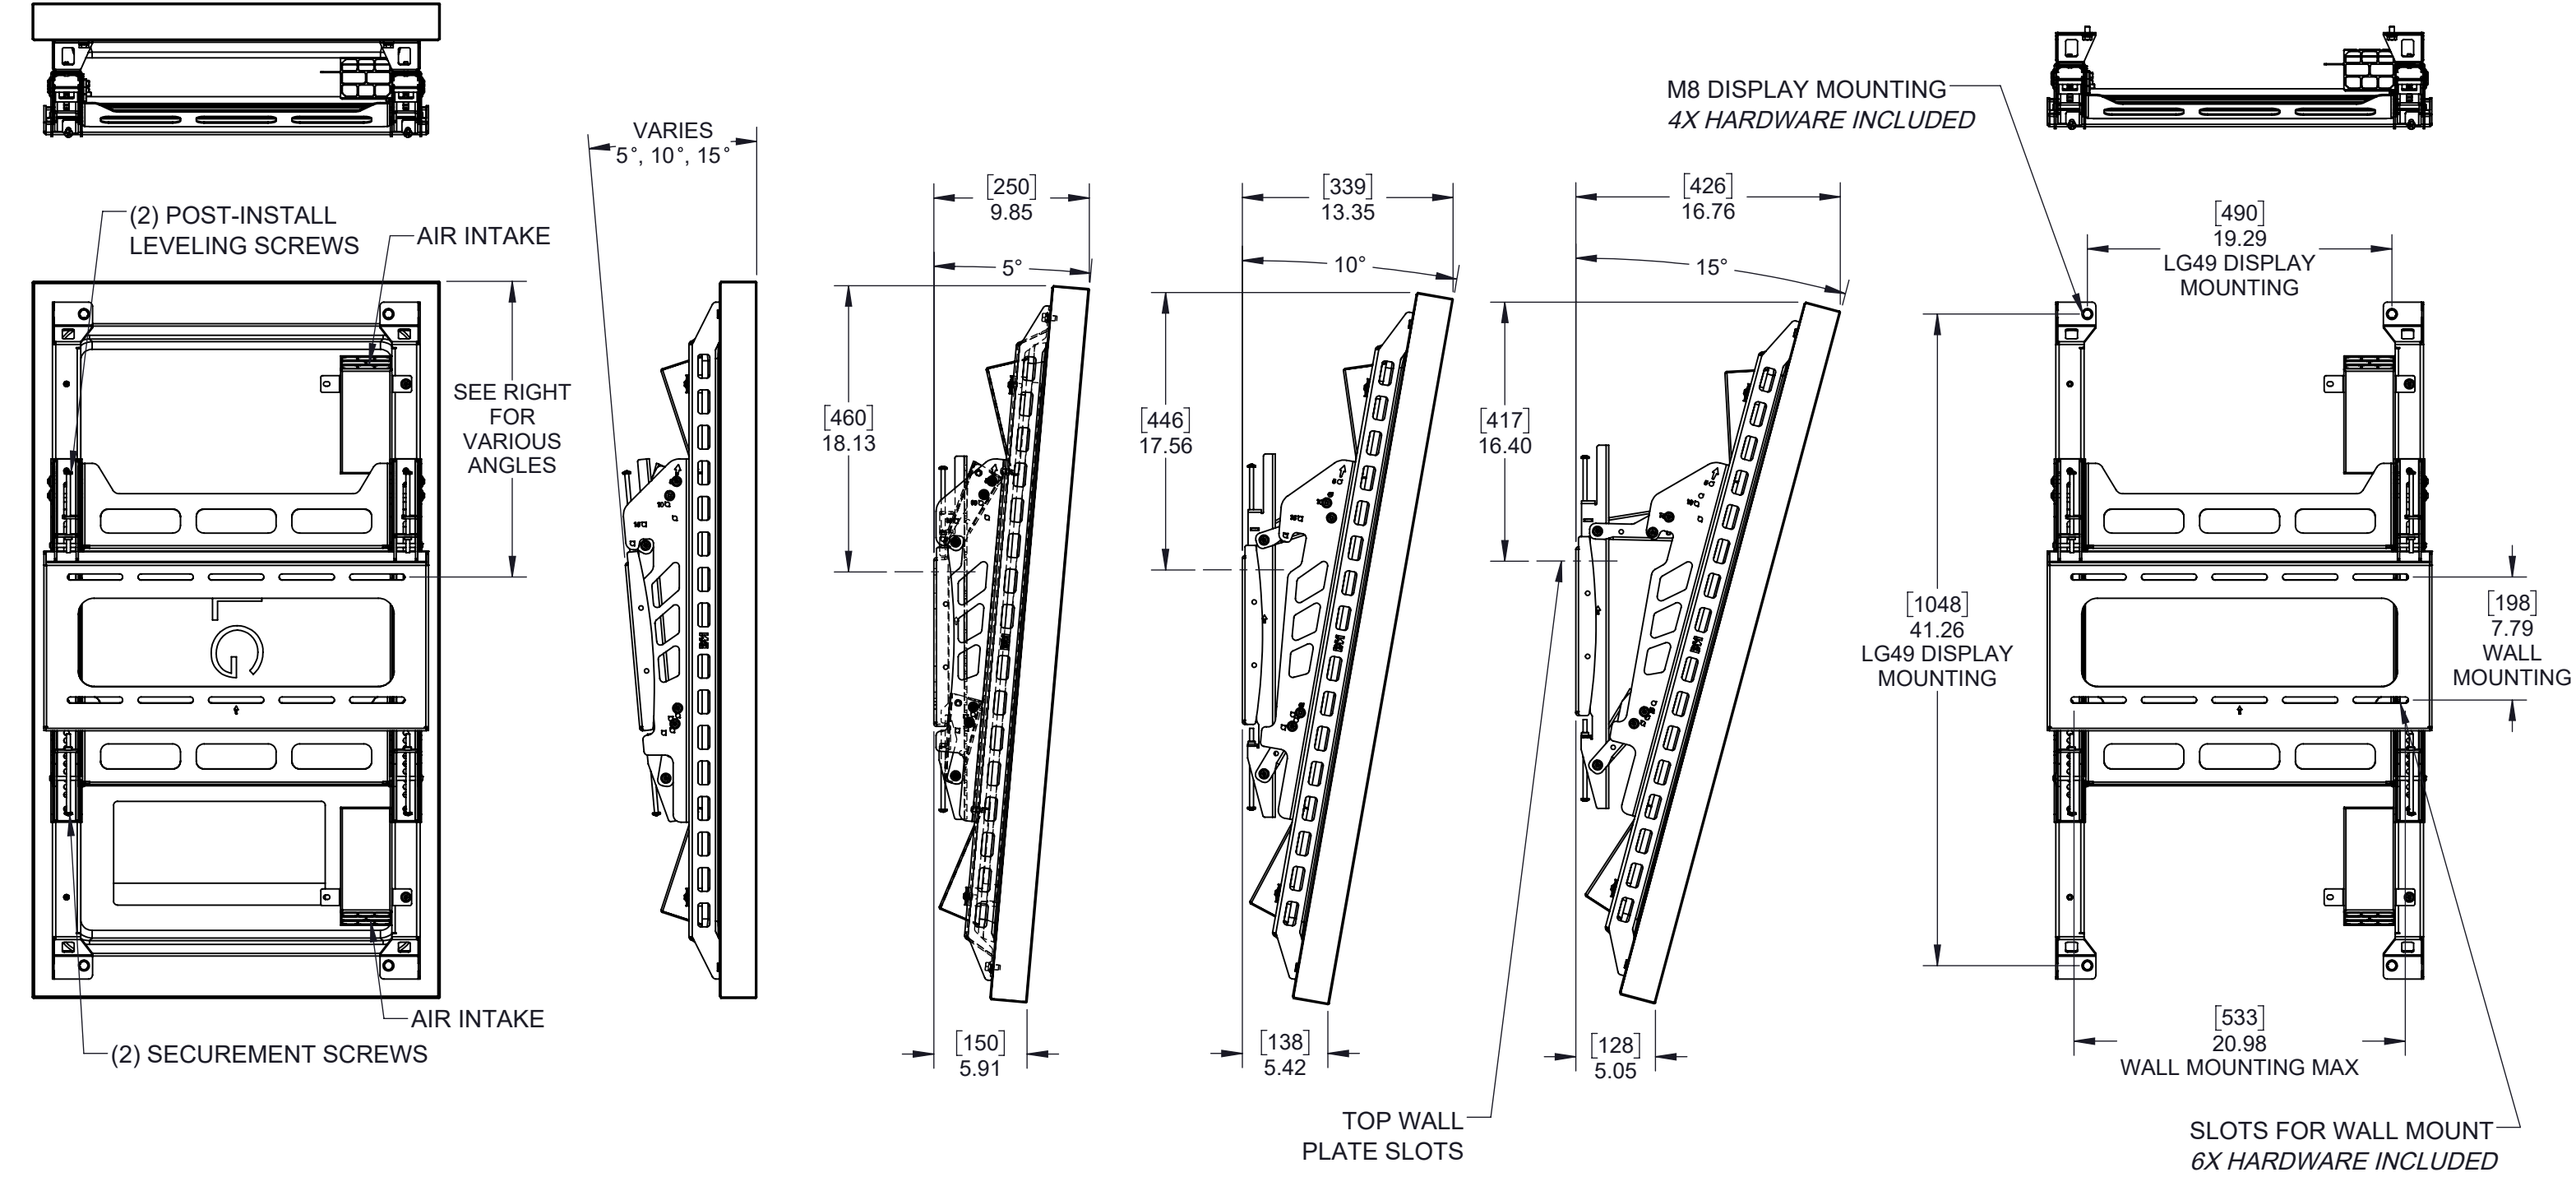 (2) POST-INSTALL
LEVELING SCREWS
AIR INTAKE
SEE RIGHT
FOR
VARIOUS
ANGLES
LG
AIR INTAKE
(2) SECUREMENT SCREWS
VARIES
5°, 10°, 15°
[250]
9.85
5°
[460]
18.13
[150]
5.91
[339]
13.35
10°
[446]
17.56
[138]
5.42
[426]
16.76
15°
[417]
16.40
[128]
5.05
TOP WALL
PLATE SLOTS
M8 DISPLAY MOUNTING
4X HARDWARE INCLUDED
[490]
19.29
LG49 DISPLAY
MOUNTING
[1048]
41.26
LG49 DISPLAY
MOUNTING
[198]
7.79
WALL
MOUNTING
[533]
20.98
WALL MOUNTING MAX
SLOTS FOR WALL MOUNT
6X HARDWARE INCLUDED